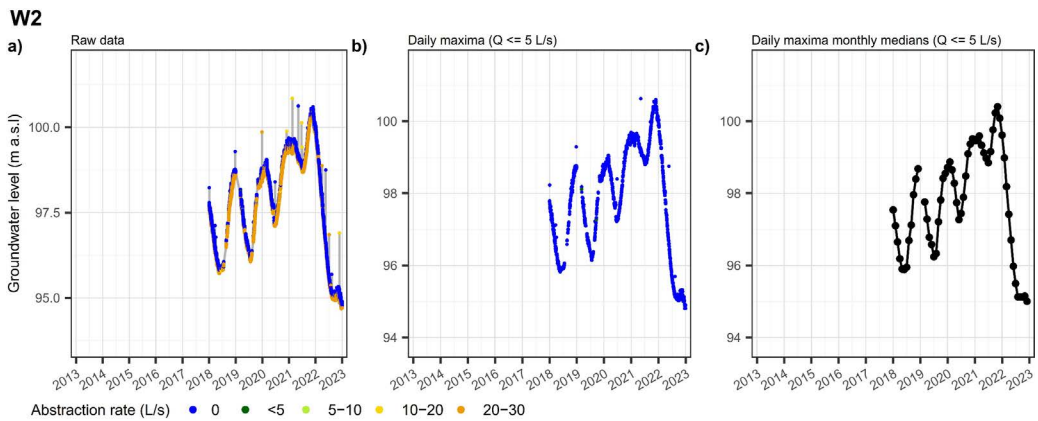 W2
a)
Raw data
b)
Daily maxima (Q <= 5 L/s)
c)
Daily maxima monthly medians (Q <= 5 L/s)
Groundwater level (m a.s.l)
100.0
97.5
95.0
2013 2014 2015 2016 2017 2018 2019 2020 2021 2022 2023
100
98
96
94
2013 2014 2015 2016 2017 2018 2019 2020 2021 2022 2023
100
98
96
94
2013 2014 2015 2016 2017 2018 2019 2020 2021 2022 2023
Abstraction rate (L/s) 0 <5 5−10 10−20 20−30